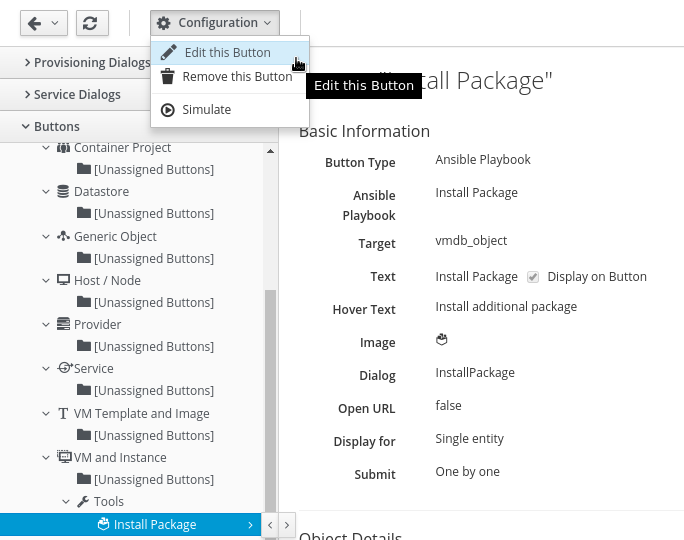 Configuration
Edit this Button
Remove this Button
Simulate
Edit this Button
Provisioning Dialogs
Service Dialogs
Buttons
Container Project
[Unassigned Buttons]
Datastore
[Unassigned Buttons]
Generic Object
[Unassigned Buttons]
Host / Node
[Unassigned Buttons]
Provider
[Unassigned Buttons]
Service
[Unassigned Buttons]
VM Template and Image
[Unassigned Buttons]
VM and Instance
[Unassigned Buttons]
Tools
Install Package
Package"
Basic Information
Button Type Ansible Playbook
Ansible Install Package
Playbook
Target vmdb_object
Text Install Package Display on Button
Hover Text Install additional package
Image
Dialog InstallPackage
Open URL false
Display for Single entity
Submit One by one
Object Details